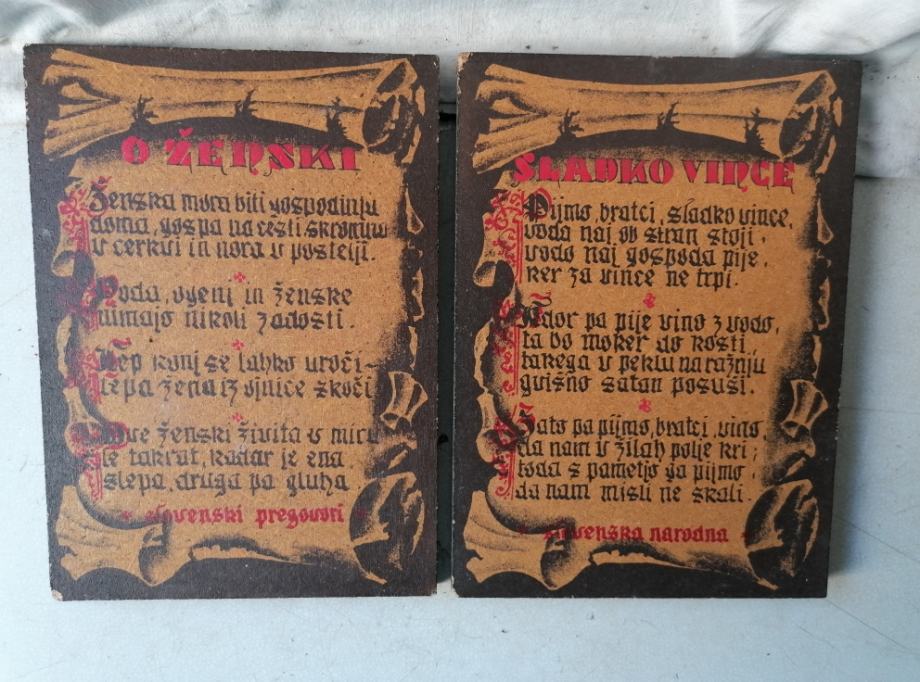 O ŽENSKI
Ženska mora biti gospodinja
doma, gospa na cesti, skromna
v cerkvi in nora v postelji.
Voda, ogenj in ženske
nimajo nikoli zadosti.
Lep konj se lahko uroči –
lepa žena iz ojnice skoči
Dve ženski živita v miru
le takrat, kadar je ena
slepa, druga pa gluha
slovenski pregovori
SLADKO VINCE
Pijmo, bratci, sladko vince,
voda naj ob stran stoji,
vodo naj gospoda pije,
ker za vince ne trpi.
Kdor pa pije vino z vodo,
ta bo moker do kosti,
takega v peklu na ražnju
gvišno satan posuši.
Zato pa pijmo, bratci, vino,
da nam v žilah polje kri;
toda s pametjo ga pijmo,
da nam misli ne skali.
slovenska narodna